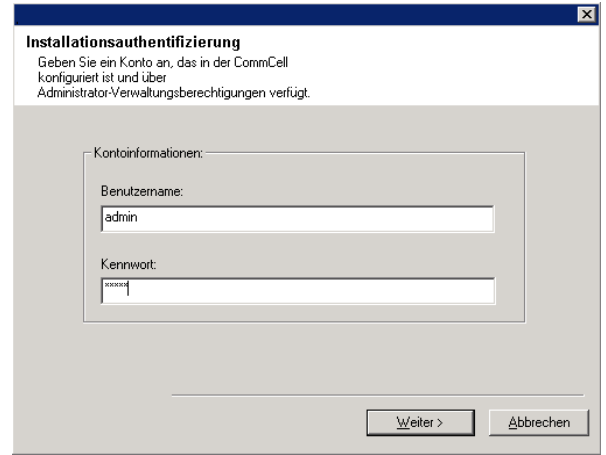 Installationsauthentifizierung
Geben Sie ein Konto an, das in der CommCell
konfiguriert ist und über
Administrator-Verwaltungsberechtigungen verfügt.
Kontoinformationen:
Benutzername:
admin
Kennwort:
*****
Weiter >
Abbrechen